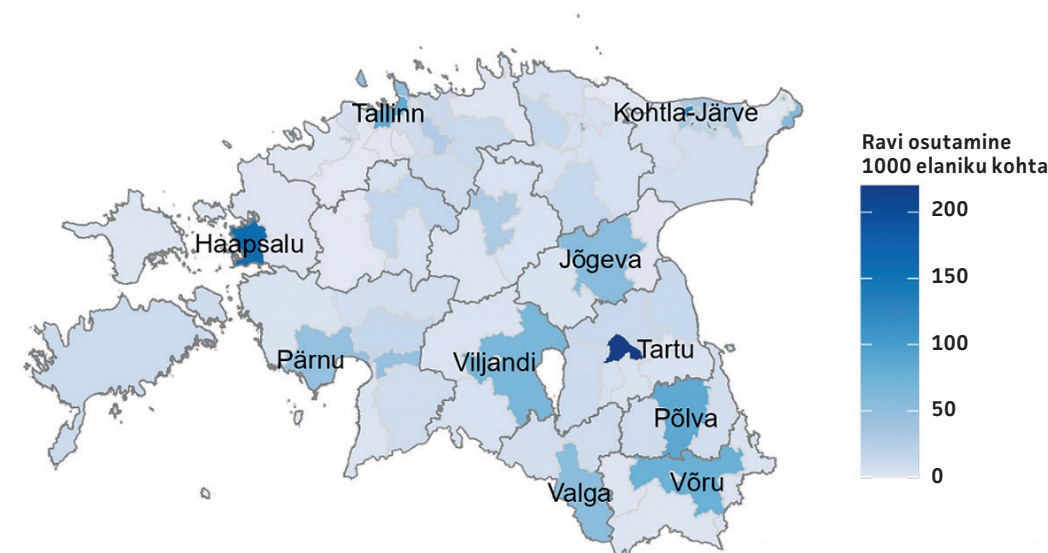 Tallinn
Kohtla-Järve
Haapsalu
Jõgeva
Pärnu
Viljandi
Tartu
Põlva
Valga
Võru
Ravi osutamine
1000 elaniku kohta
200
150
100
50
0